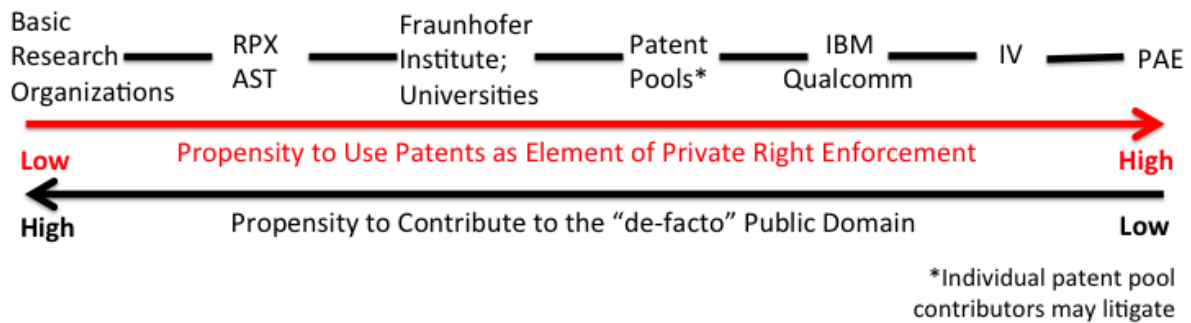 Basic
Research
Organizations
RPX
AST
Fraunhofer
Institute;
Universities
Patent
Pools*
IBM
Qualcomm
IV
PAE
Low
Propensity to Use Patents as Element of Private Right Enforcement
High
High
Propensity to Contribute to the “de-facto” Public Domain
Low
*Individual patent pool
contributors may litigate